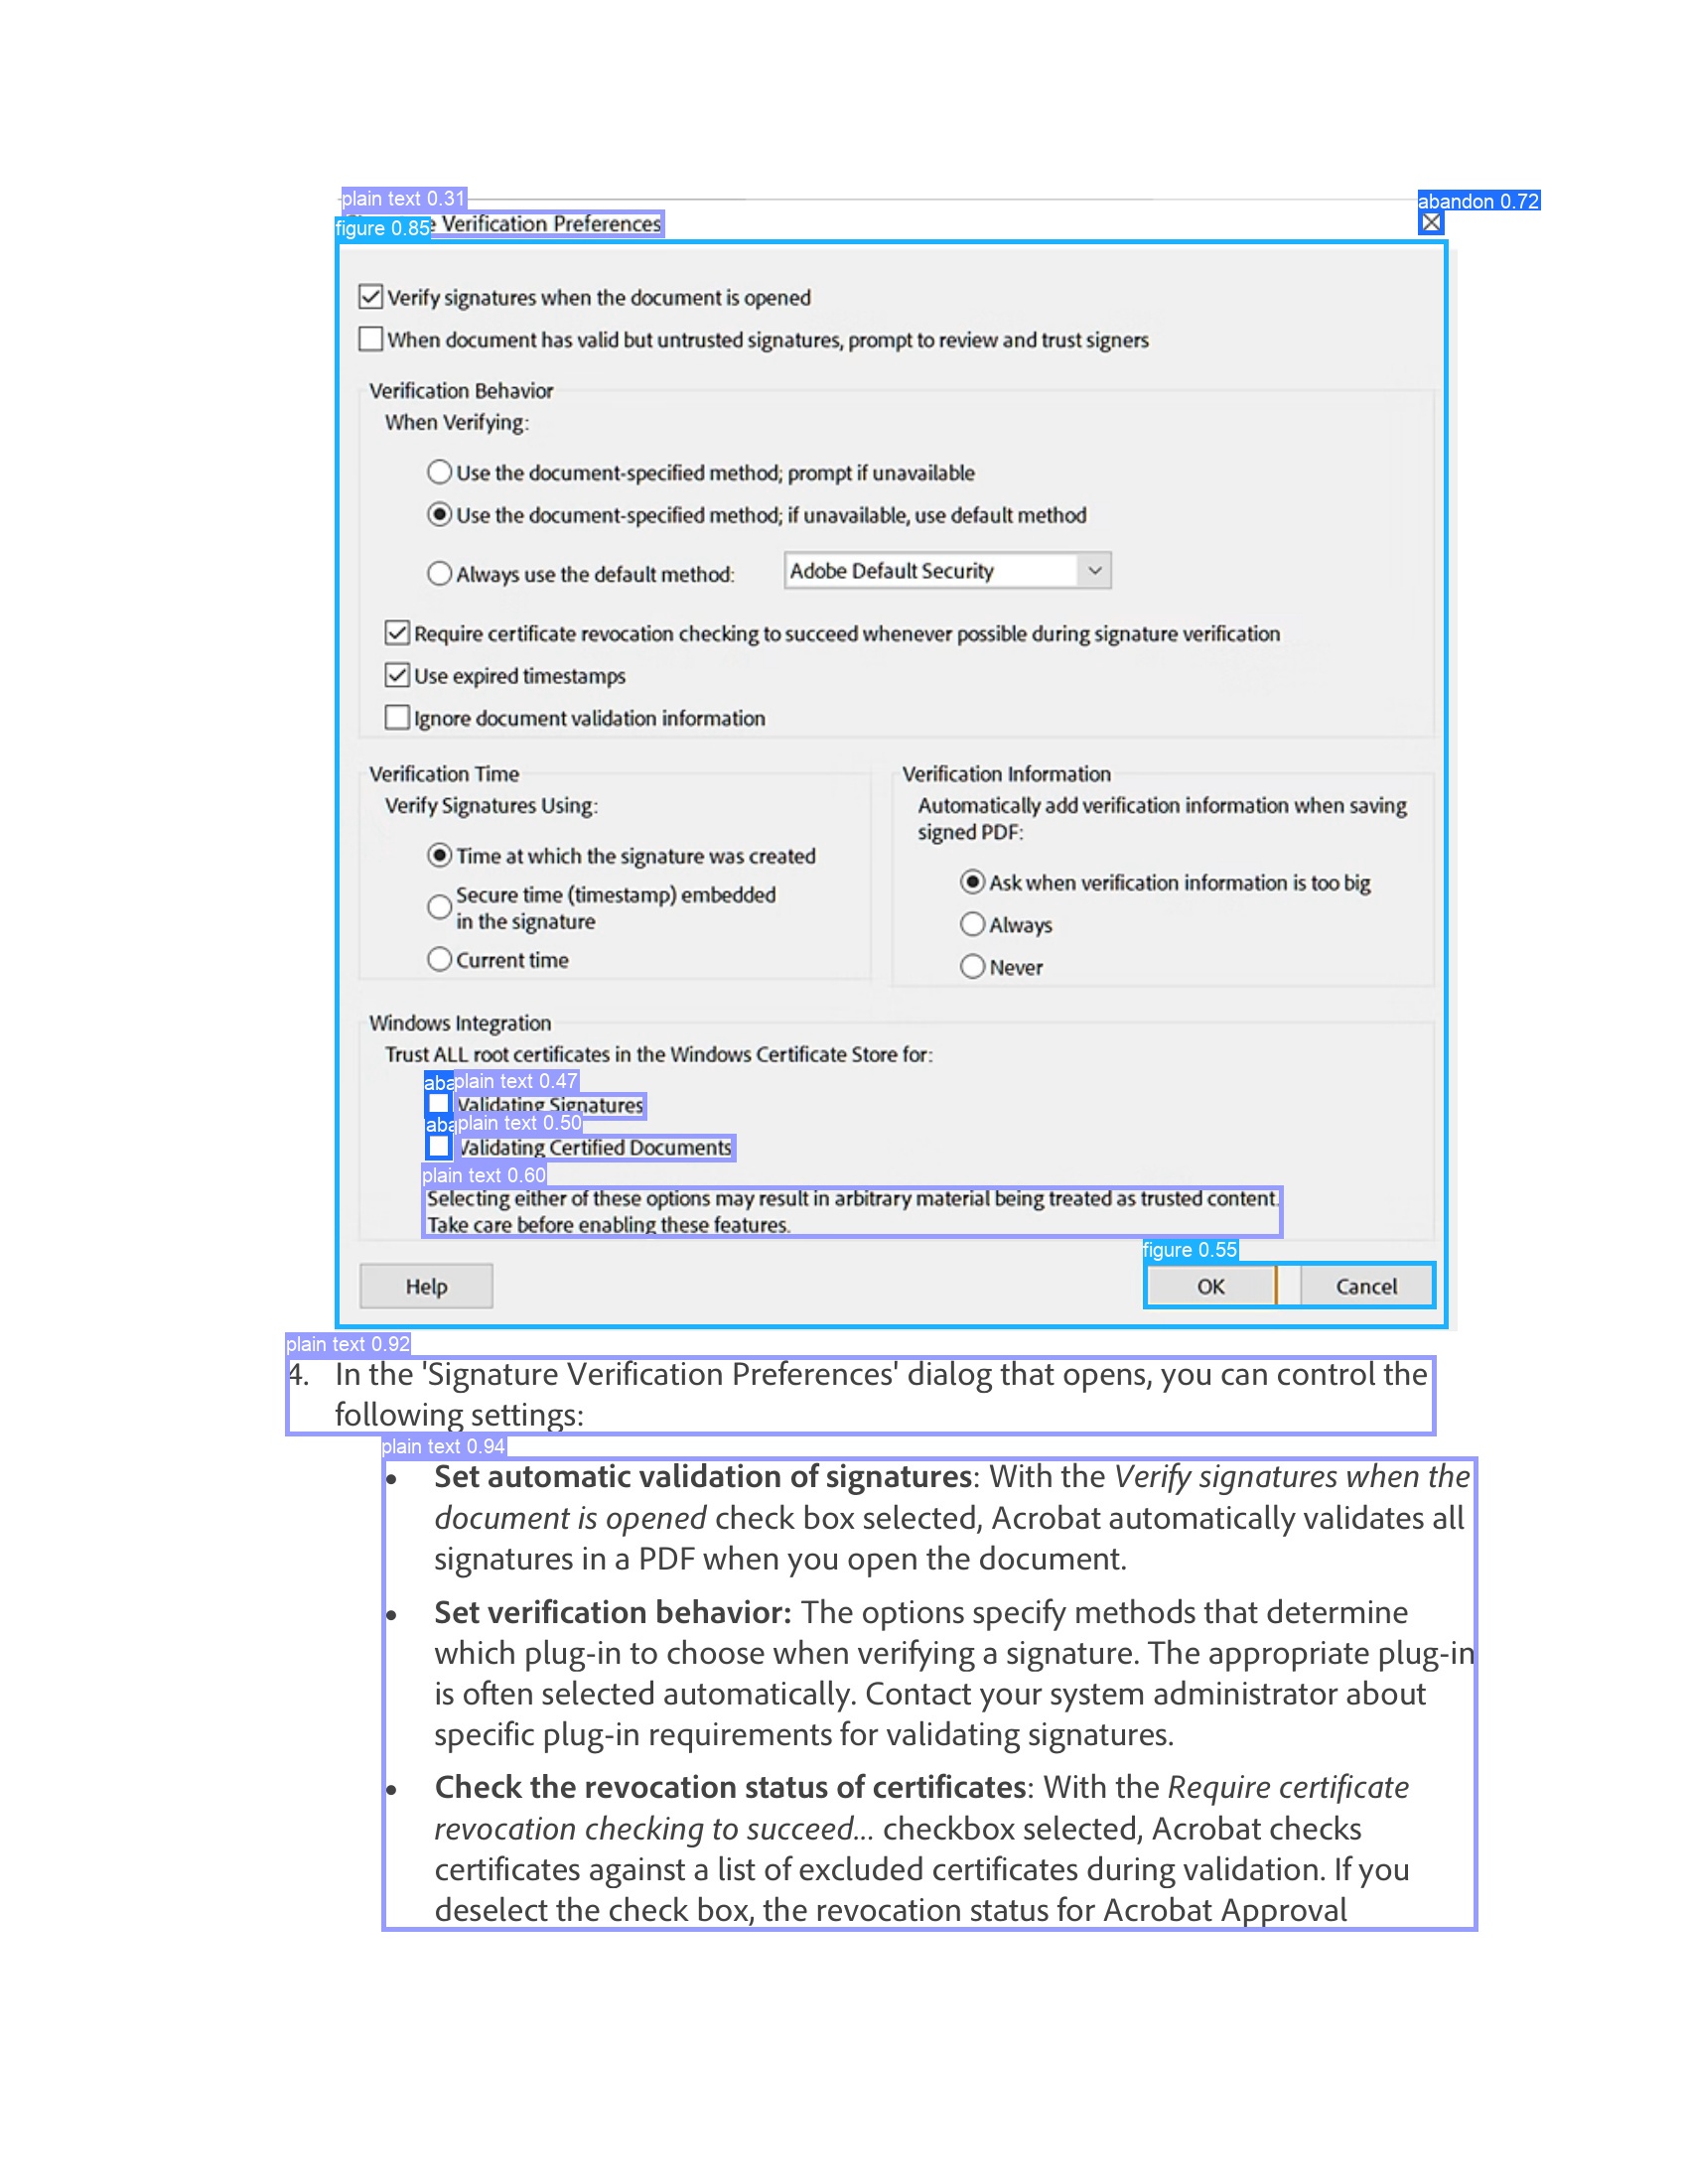 plain text 0.31
abandon 0.72
figure 0.85
Verification Preferences
Verify signatures when the document is opened
When document has valid but untrusted signatures, prompt to review and trust signers
Verification Behavior
When Verifying:
Use the document-specified method; prompt if unavailable
Use the document-specified method; if unavailable, use default method
Always use the default method: Adobe Default Security
Require certificate revocation checking to succeed whenever possible during signature verification
Use expired timestamps
Ignore document validation information
Verification Time
Verify Signatures Using:
Time at which the signature was created
Secure time (timestamp) embedded
in the signature
Current time
Verification Information
Automatically add verification information when saving
signed PDF:
Ask when verification information is too big
Always
Never
Windows Integration
Trust ALL root certificates in the Windows Certificate Store for:
aba plain text 0.47
Validating Signatures
aba plain text 0.50
Validating Certified Documents
plain text 0.60
Selecting either of these options may result in arbitrary material being treated as trusted content.
Take care before enabling these features.
figure 0.55
Help OK Cancel
plain text 0.92
4. In the 'Signature Verification Preferences' dialog that opens, you can control the
following settings:
plain text 0.94
• Set automatic validation of signatures: With the Verify signatures when the
document is opened check box selected, Acrobat automatically validates all
signatures in a PDF when you open the document.
• Set verification behavior: The options specify methods that determine
which plug-in to choose when verifying a signature. The appropriate plug-in
is often selected automatically. Contact your system administrator about
specific plug-in requirements for validating signatures.
• Check the revocation status of certificates: With the Require certificate
revocation checking to succeed... checkbox selected, Acrobat checks
certificates against a list of excluded certificates during validation. If you
deselect the check box, the revocation status for Acrobat Approval